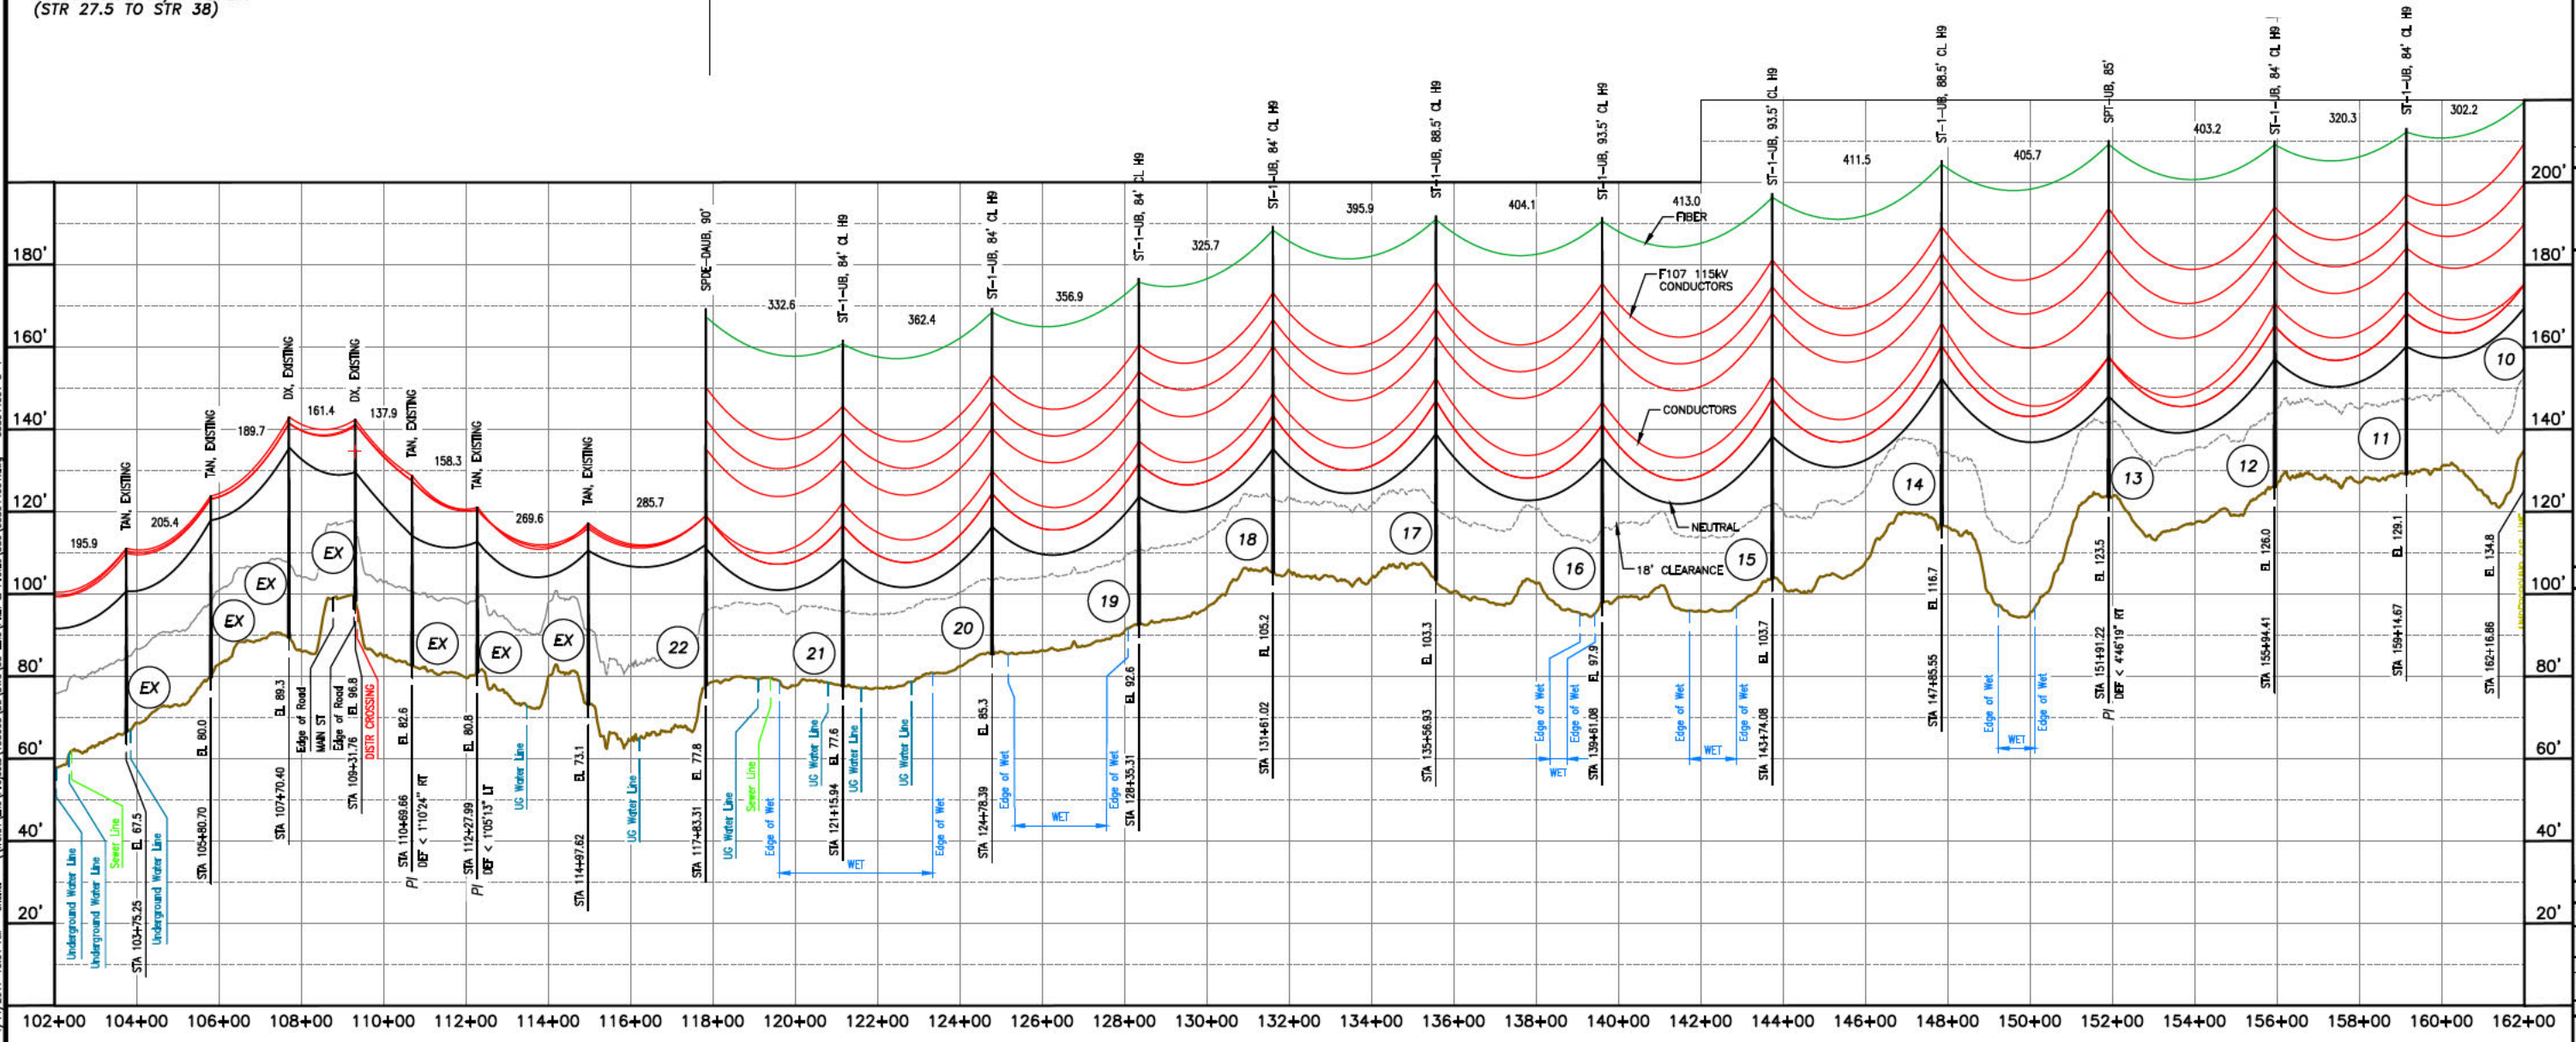 (STR 27.5 TO STR 38)
TAN, EXISTING
TAN, EXISTING
DX, EXISTING
DX, EXISTING
TAN, EXISTING
TAN, EXISTING
TAN, EXISTING
SPDE-DAUB, 90'
ST-1-UB, 84' CL H9
ST-1-UB, 84' CL H9
ST-1-UB, 84' CL H9
ST-1-UB, 84' CL H9
ST-1-UB, 88.5' CL H9
ST-1-UB, 93.5' CL H9
ST-1-UB, 93.5' CL H9
ST-1-UB, 88.5' CL H9
SPT-UB, 85'
ST-1-UB, 84' CL H9
ST-1-UB, 84' CL H9
195.9
205.4
189.7
161.4
137.9
158.3
269.6
285.7
332.6
362.4
356.9
325.7
395.9
404.1
413.0
411.5
405.7
403.2
320.3
302.2
FIBER
F107 115kV
CONDUCTORS
CONDUCTORS
NEUTRAL
18' CLEARANCE
EX
EX
EX
EX
EX
EX
EX
22
21
20
19
18
17
16
15
14
13
12
11
10
180'
160'
140'
120'
100'
80'
60'
40'
20'
200'
180'
160'
140'
120'
100'
80'
60'
40'
20'
Underground Water Line
Underground Water Line
Sewer Line
STA 103+75.25 EL 67.5
Underground Water Line
STA 105+80.70 EL 80.0
STA 107+70.40 EL 89.3
Edge of Road
MAIN ST
Edge of Road
STA 109+31.76 EL 96.8
DISTR CROSSING
STA 110+69.66 EL 82.6
PI DEF < 1°10'24" RT
STA 112+27.99 EL 80.8
PI DEF < 1°05'13" LT
UG Water Line
STA 114+97.62 EL 73.1
UG Water Line
STA 117+83.31 EL 77.8
UG Water Line
Sewer Line
Edge of Wet
UG Water Line
STA 121+15.94 EL 77.6
UG Water Line
WET
UG Water Line
Edge of Wet
STA 124+78.39 EL 85.3
Edge of Wet
WET
Edge of Wet
STA 128+35.31 EL 92.6
STA 131+61.02 EL 105.2
STA 135+56.93 EL 103.3
Edge of Wet
WET
Edge of Wet
STA 139+61.08 EL 97.9
Edge of Wet
WET
Edge of Wet
STA 143+74.08 EL 103.7
STA 147+85.55 EL 116.7
Edge of Wet
WET
Edge of Wet
STA 151+91.22 EL 123.5
PI DEF < 4°46'19" RT
STA 155+94.41 EL 126.0
STA 159+14.67 EL 129.1
STA 162+16.86 EL 134.8
102+00 104+00 106+00 108+00 110+00 112+00 114+00 116+00 118+00 120+00 122+00 124+00 126+00 128+00 130+00 132+00 134+00 136+00 138+00 140+00 142+00 144+00 146+00 148+00 150+00 152+00 154+00 156+00 158+00 160+00 162+00